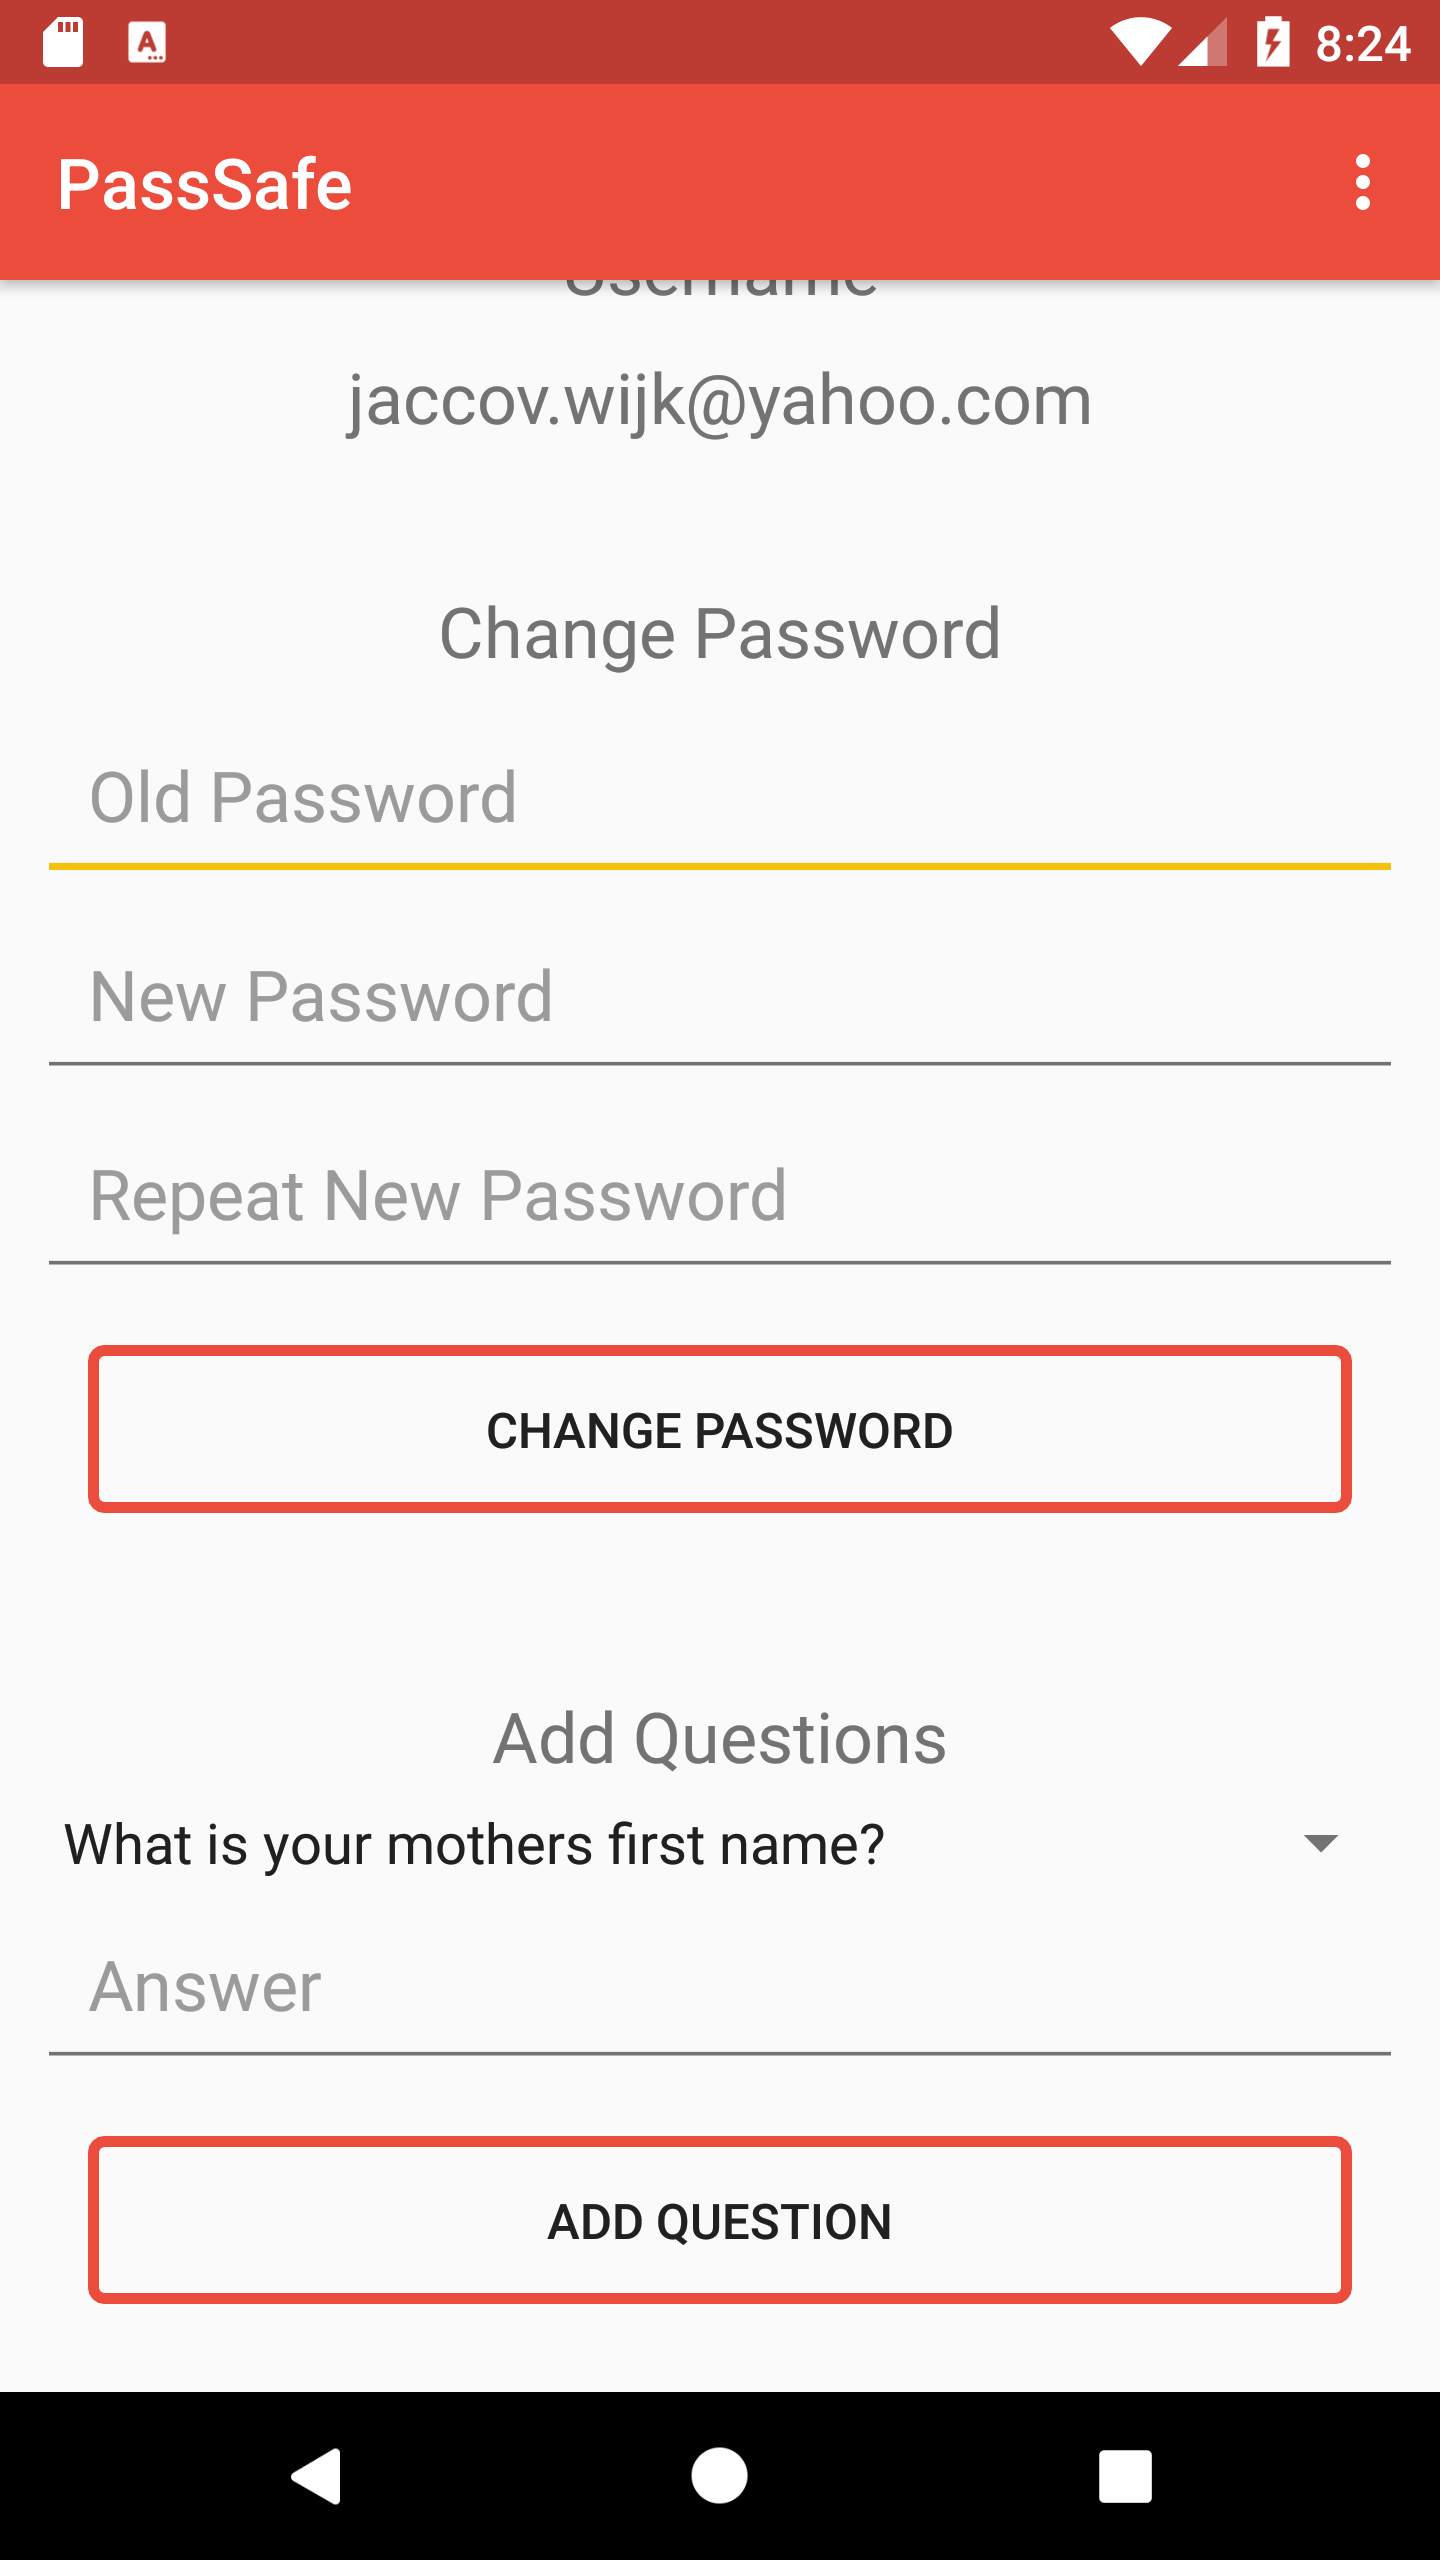 8:24
PassSafe
Username
jaccov.wijk@yahoo.com
Change Password
Old Password
New Password
Repeat New Password
CHANGE PASSWORD
Add Questions
What is your mothers first name?
Answer
ADD QUESTION